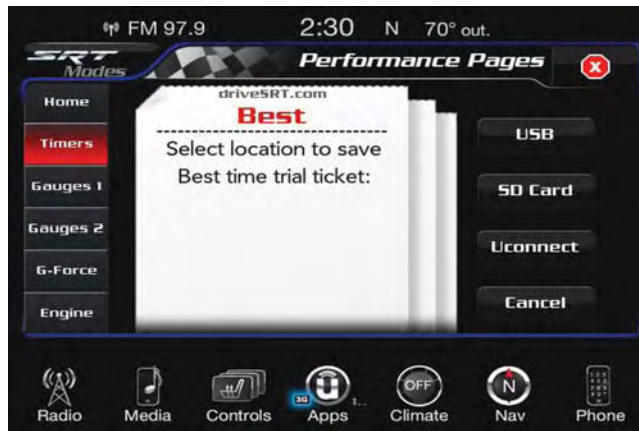 FM 97.9 2:30 N 70° out.
SRT Modes
Performance Pages
X
Home
Timers
Gauges 1
Gauges 2
G-Force
Engine
driveSRT.com
Best
Select location to save
Best time trial ticket:
USB
SD Card
Uconnect
Cancel
3G
1..
OFF
N
Radio Media Controls Apps Climate Nav Phone